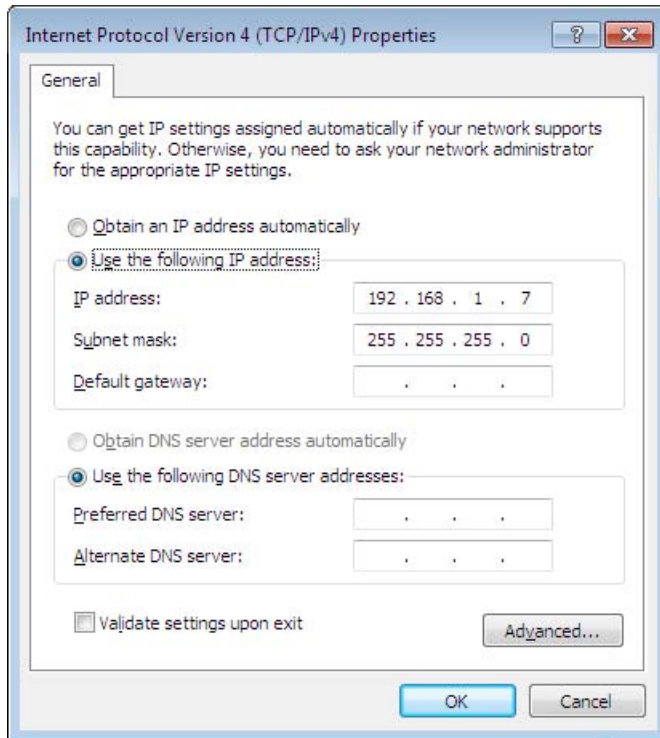 Internet Protocol Version 4 (TCP/IPv4) Properties
?
General
You can get IP settings assigned automatically if your network supports
this capability. Otherwise, you need to ask your network administrator
for the appropriate IP settings.
Obtain an IP address automatically
Use the following IP address:
IP address: 192 . 168 . 1 . 7
Subnet mask: 255 . 255 . 255 . 0
Default gateway: . . .
Obtain DNS server address automatically
Use the following DNS server addresses:
Preferred DNS server: . . .
Alternate DNS server: . . .
Validate settings upon exit
Advanced...
OK Cancel